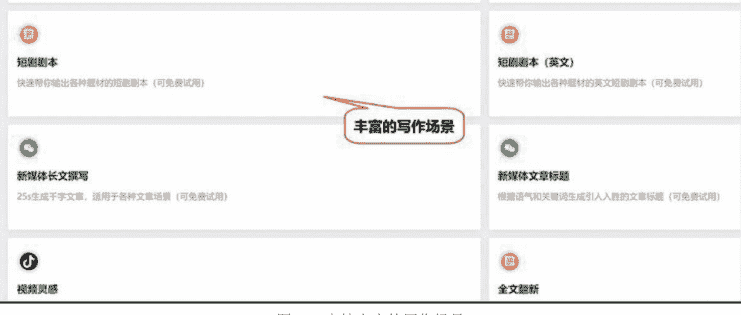 短剧剧本
快速帮你输出各种题材的短剧剧本（可免费试用）
短剧剧本（英文）
快速帮你输出各种题材的英文短剧剧本（可免费试用）
丰富的写作场景
新媒体长文撰写
25s生成千字文章，适用于各种文章场景（可免费试用）
新媒体文章标题
根据语气和关键词生成引人入胜的文章标题（可免费试用）
视频灵感
全文翻新